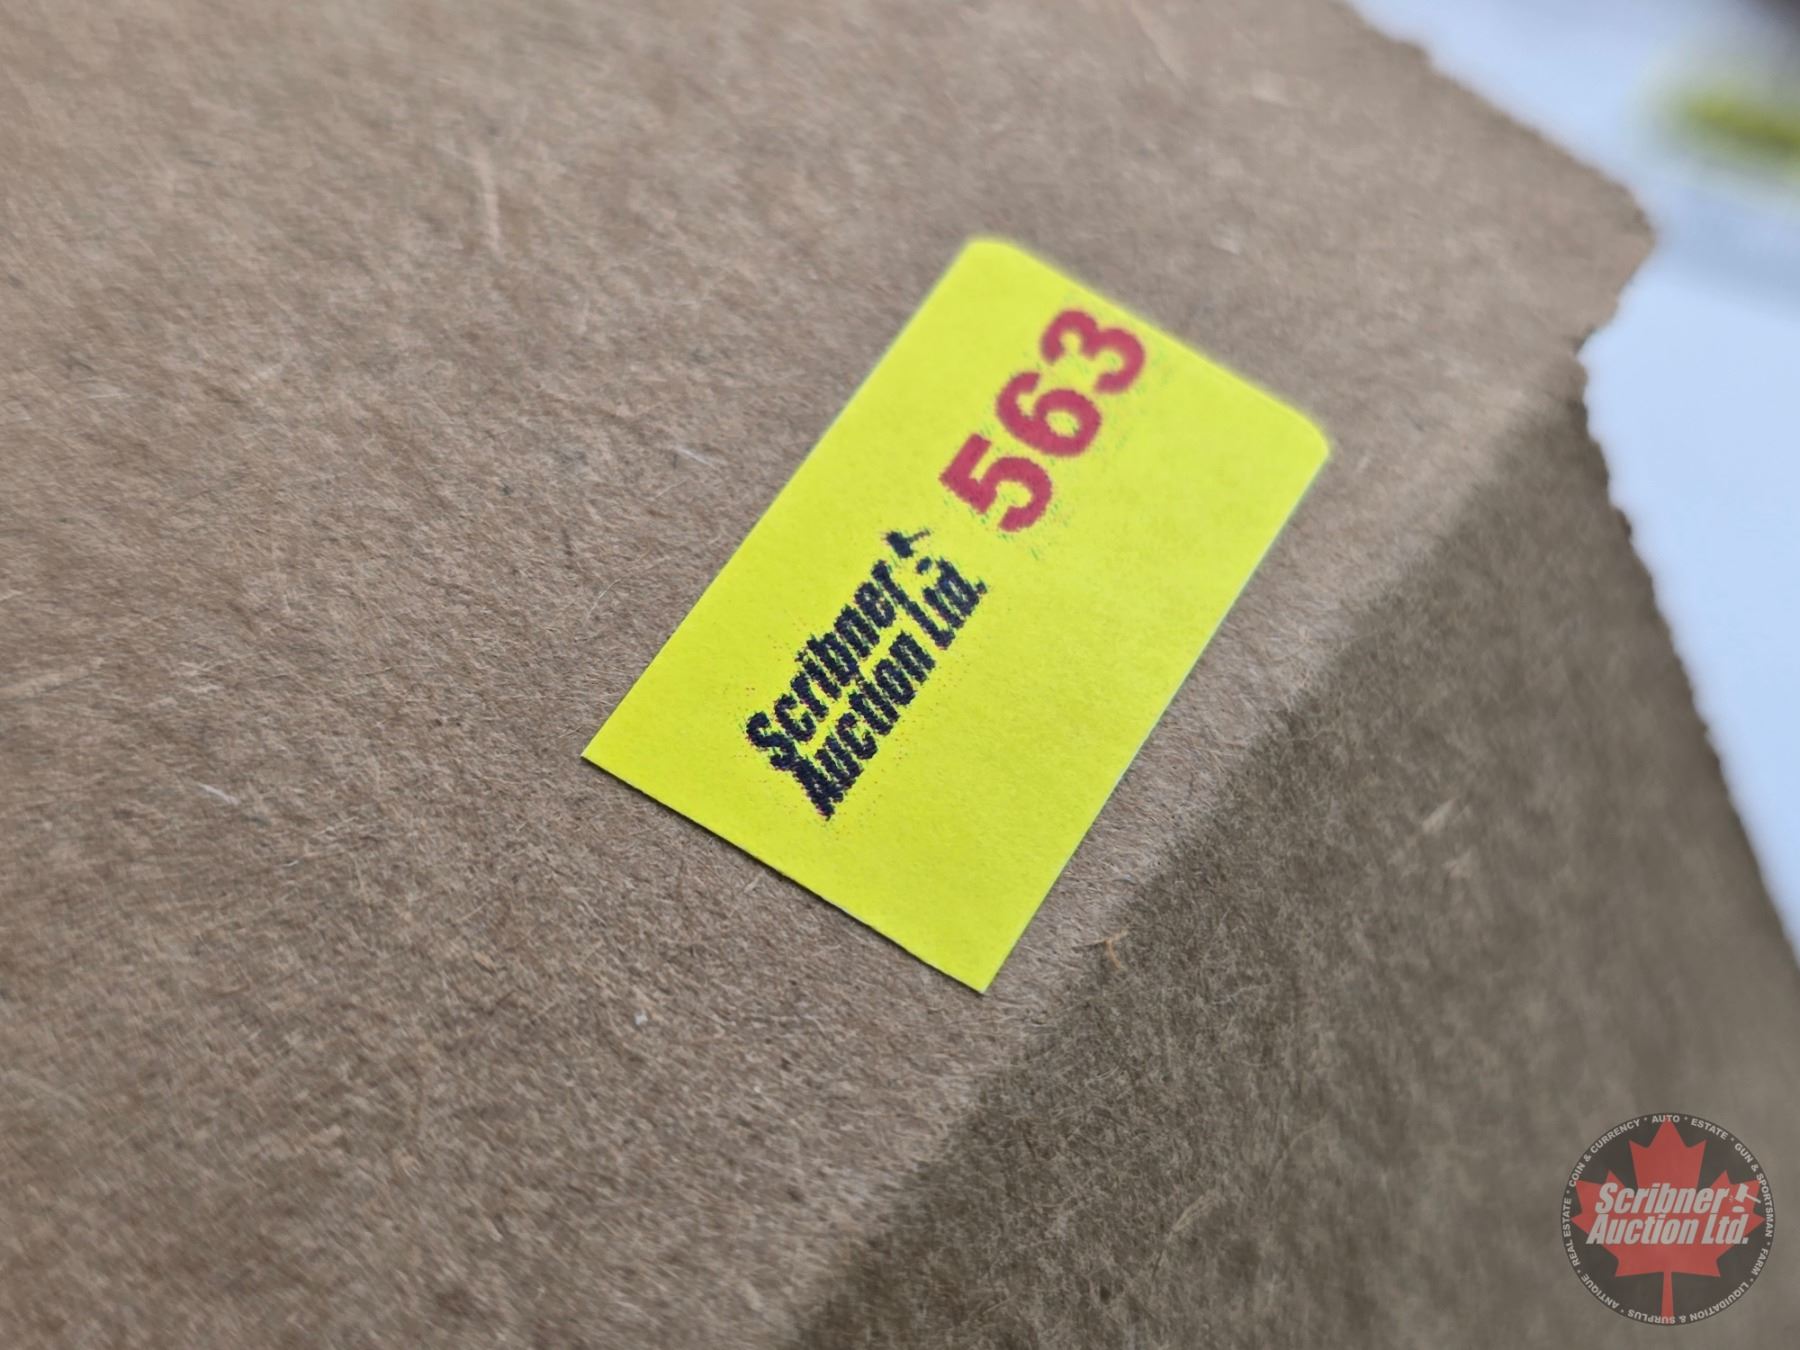 563
Scribner
Auction Ltd.
COIN & CURRENCY • AUTO • ESTATE • GUN & SPORTSMAN • FARM • LIQUIDATION & SURPLUS • ANTIQUE • REAL ESTATE •
Scribner
Auction Ltd.